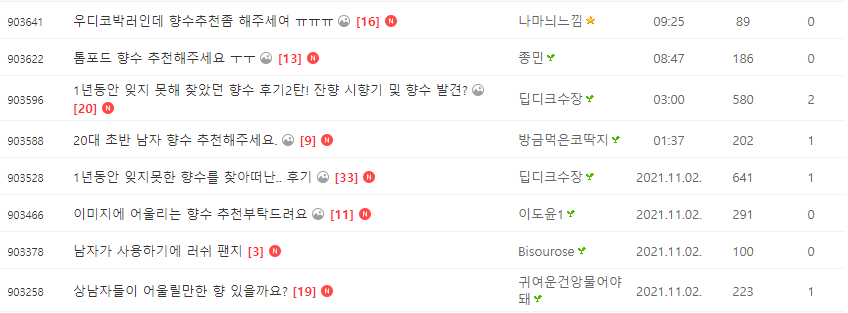 903641 우디코박러인데 향수추천좀 해주세여 ㅠㅠㅠ [16] N 나마늬느낌 09:25 89 0
903622 톰포드 향수 추천해주세요 ㅜㅜ [13] N 종민 08:47 186 0
903596 1년동안 잊지 못해 찾았던 향수 후기2탄! 잔향 시향기 및 향수 발견?
[20] N 딥디크수장 03:00 580 2
903588 20대 초반 남자 향수 추천해주세요. [9] N 방금먹은코딱지 01:37 202 1
903528 1년동안 잊지못한 향수를 찾아떠난.. 후기 [33] N 딥디크수장 2021.11.02. 641 1
903466 이미지에 어울리는 향수 추천부탁드려요 [11] N 이도윤1 2021.11.02. 291 0
903378 남자가 사용하기에 러쉬 팬지 [3] N Bisourose 2021.11.02. 100 0
903258 상남자들이 어울릴만한 향 있을까요? [19] N 귀여운건앙물어야 2021.11.02. 223 1
돼